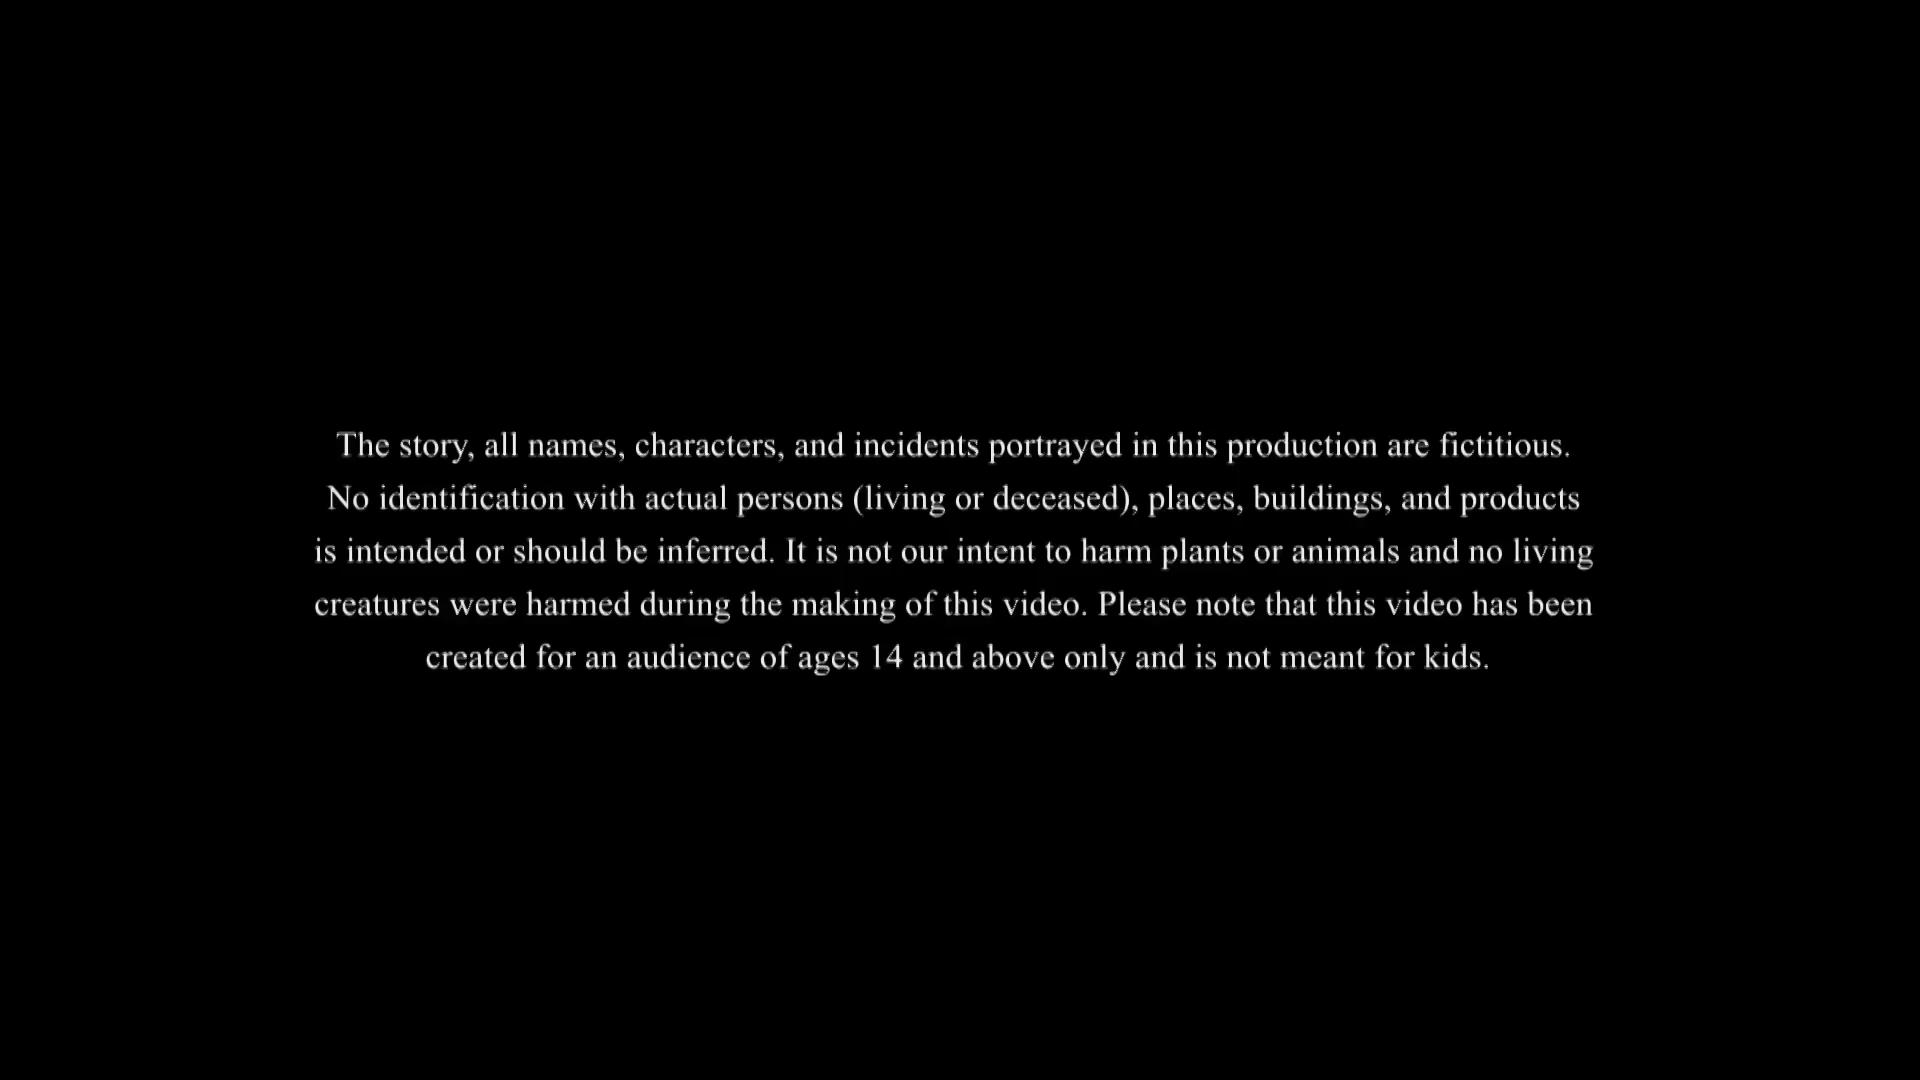 The story, all names, characters, and incidents portrayed in this production are fictitious.
No identification with actual persons (living or deceased), places, buildings, and products
is intended or should be inferred. It is not our intent to harm plants or animals and no living
creatures were harmed during the making of this video. Please note that this video has been
created for an audience of ages 14 and above only and is not meant for kids.